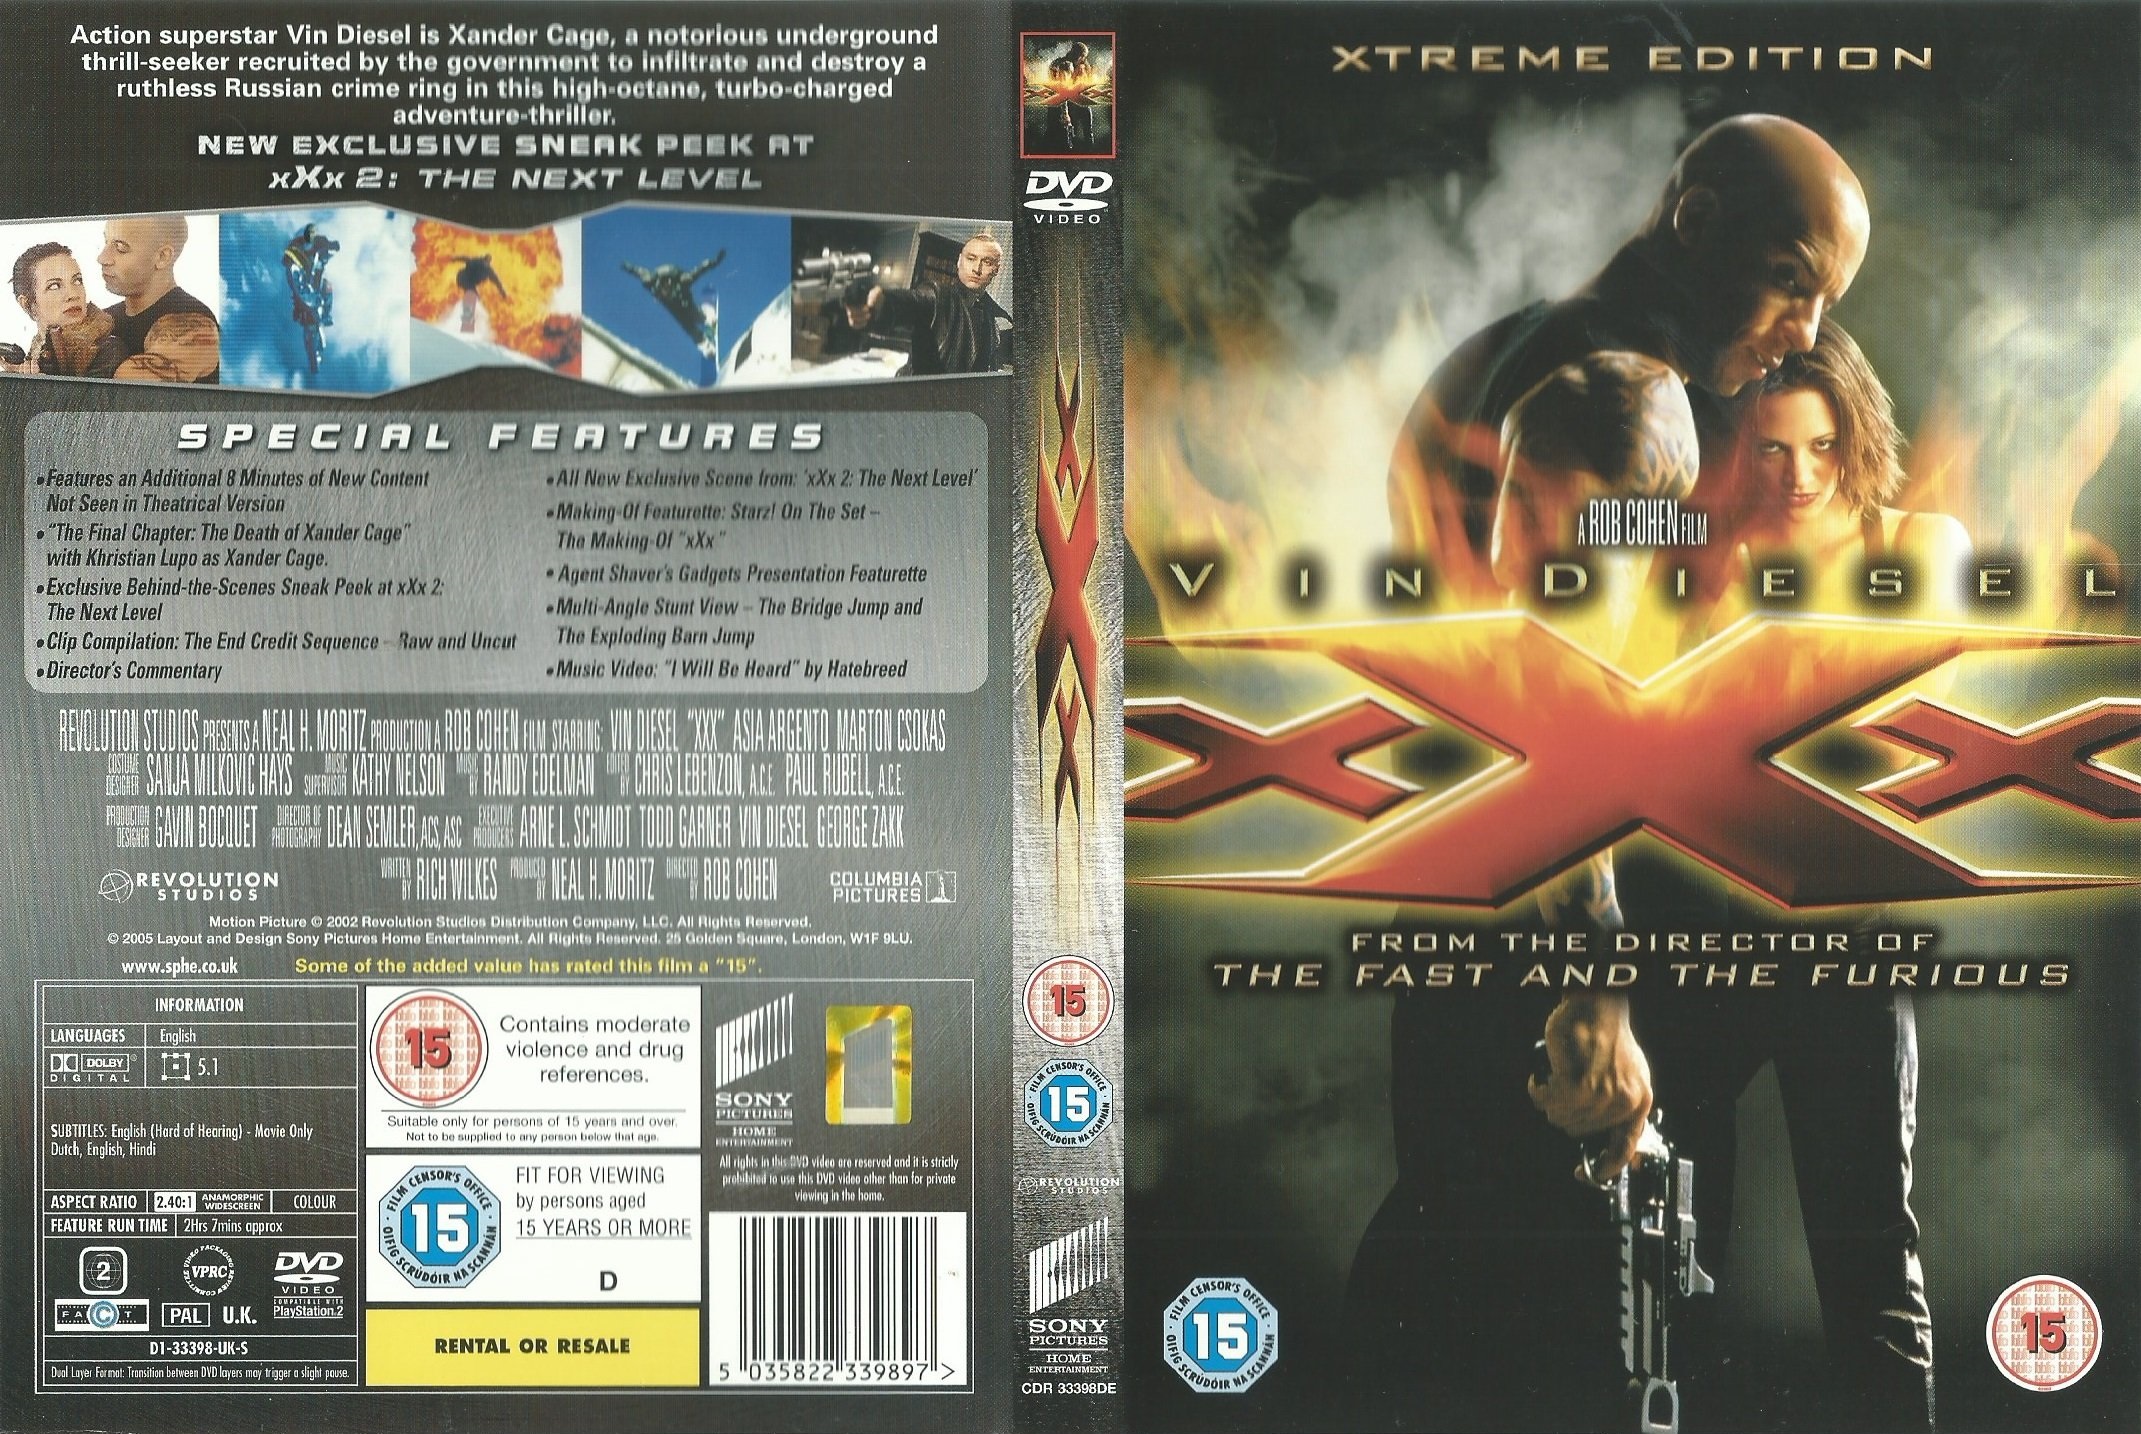 Action superstar Vin Diesel is Xander Cage, a notorious underground
thrill-seeker recruited by the government to infiltrate and destroy a
ruthless Russian crime ring in this high-octane, turbo-charged
adventure-thriller.
NEW EXCLUSIVE SNEAK PEEK AT
xXx 2: THE NEXT LEVEL
SPECIAL FEATURES
•Features an Additional 8 Minutes of New Content
Not Seen in Theatrical Version
•"The Final Chapter: The Death of Xander Cage"
with Khristian Lupo as Xander Cage.
•Exclusive Behind-the-Scenes Sneak Peek at xXx 2:
The Next Level
•Clip Compilation: The End Credit Sequence – Raw and Uncut
•Director's Commentary
•All New Exclusive Scene from: 'xXx 2: The Next Level'
•Making-Of Featurette: Starz! On The Set –
The Making-Of "xXx"
•Agent Shaver's Gadgets Presentation Featurette
•Multi-Angle Stunt View – The Bridge Jump and
The Exploding Barn Jump
•Music Video: "I Will Be Heard" by Hatebreed
REVOLUTION STUDIOS PRESENTS A NEAL H. MORITZ PRODUCTION A ROB COHEN FILM STARRING: VIN DIESEL "XXX" ASIA ARGENTO MARTON CSOKAS
COSTUME DESIGNER SANJA MILKOVIC HAYS MUSIC SUPERVISOR KATHY NELSON MUSIC BY RANDY EDELMAN EDITED BY CHRIS LEBENZON, A.C.E. PAUL RUBELL, A.C.E.
PRODUCTION DESIGNER GAVIN BOCQUET DIRECTOR OF PHOTOGRAPHY DEAN SEMLER, ACS, ASC EXECUTIVE PRODUCERS ARNE L. SCHMIDT TODD GARNER VIN DIESEL GEORGE ZAKK
WRITTEN BY RICH WILKES PRODUCED BY NEAL H. MORITZ DIRECTED BY ROB COHEN
REVOLUTION STUDIOS
COLUMBIA PICTURES
Motion Picture © 2002 Revolution Studios Distribution Company, LLC. All Rights Reserved.
© 2005 Layout and Design Sony Pictures Home Entertainment. All Rights Reserved. 25 Golden Square, London, W1F 9LU.
www.sphe.co.uk
Some of the added value has rated this film a "15".
INFORMATION
LANGUAGES English
DOLBY DIGITAL 5.1
SUBTITLES: English (Hard of Hearing) - Movie Only
Dutch, English, Hindi
ASPECT RATIO 2.40:1 ANAMORPHIC WIDESCREEN COLOUR
FEATURE RUN TIME 2Hrs 7mins approx
2
VPRC
DVD VIDEO
COMPATIBLE WITH PlayStation.2
FACT
PAL U.K.
D1-33398-UK-S
Dual Layer Format: Transition between DVD layers may trigger a slight pause.
15
Contains moderate
violence and drug
references.
Suitable only for persons of 15 years and over.
Not to be supplied to any person below that age.
FILM CENSOR'S OFFICE
15
OIFIG SCRÚDÓIR NA SCANNÁN
FIT FOR VIEWING
by persons aged
15 YEARS OR MORE
D
RENTAL OR RESALE
SONY
PICTURES
HOME
ENTERTAINMENT
All rights in this DVD video are reserved and it is strictly
prohibited to use this DVD video other than for private
viewing in the home.
5 035822 339897 >
DVD
VIDEO
xXx
15
FILM CENSOR'S OFFICE
15
OIFIG SCRÚDÓIR NA SCANNÁN
REVOLUTION STUDIOS
SONY
PICTURES
HOME
ENTERTAINMENT
CDR 33398DE
XTREME EDITION
A ROB COHEN FILM
VIN DIESEL
xXx
FROM THE DIRECTOR OF
THE FAST AND THE FURIOUS
FILM CENSOR'S OFFICE
15
OIFIG SCRÚDÓIR NA SCANNÁN
15